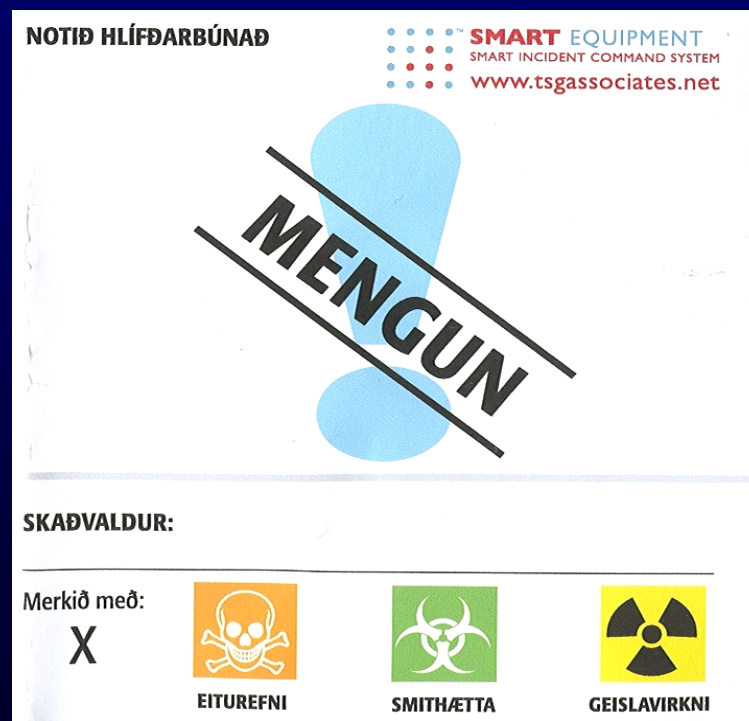 NOTIÐ HLÍFÐARBÚNAÐ
SMART EQUIPMENT
SMART INCIDENT COMMAND SYSTEM
www.tsgassociates.net
MENGUN
SKAÐVALDUR:
Merkið með:
X
EITUREFNI
SMITHÆTTA
GEISLAVIRKNI